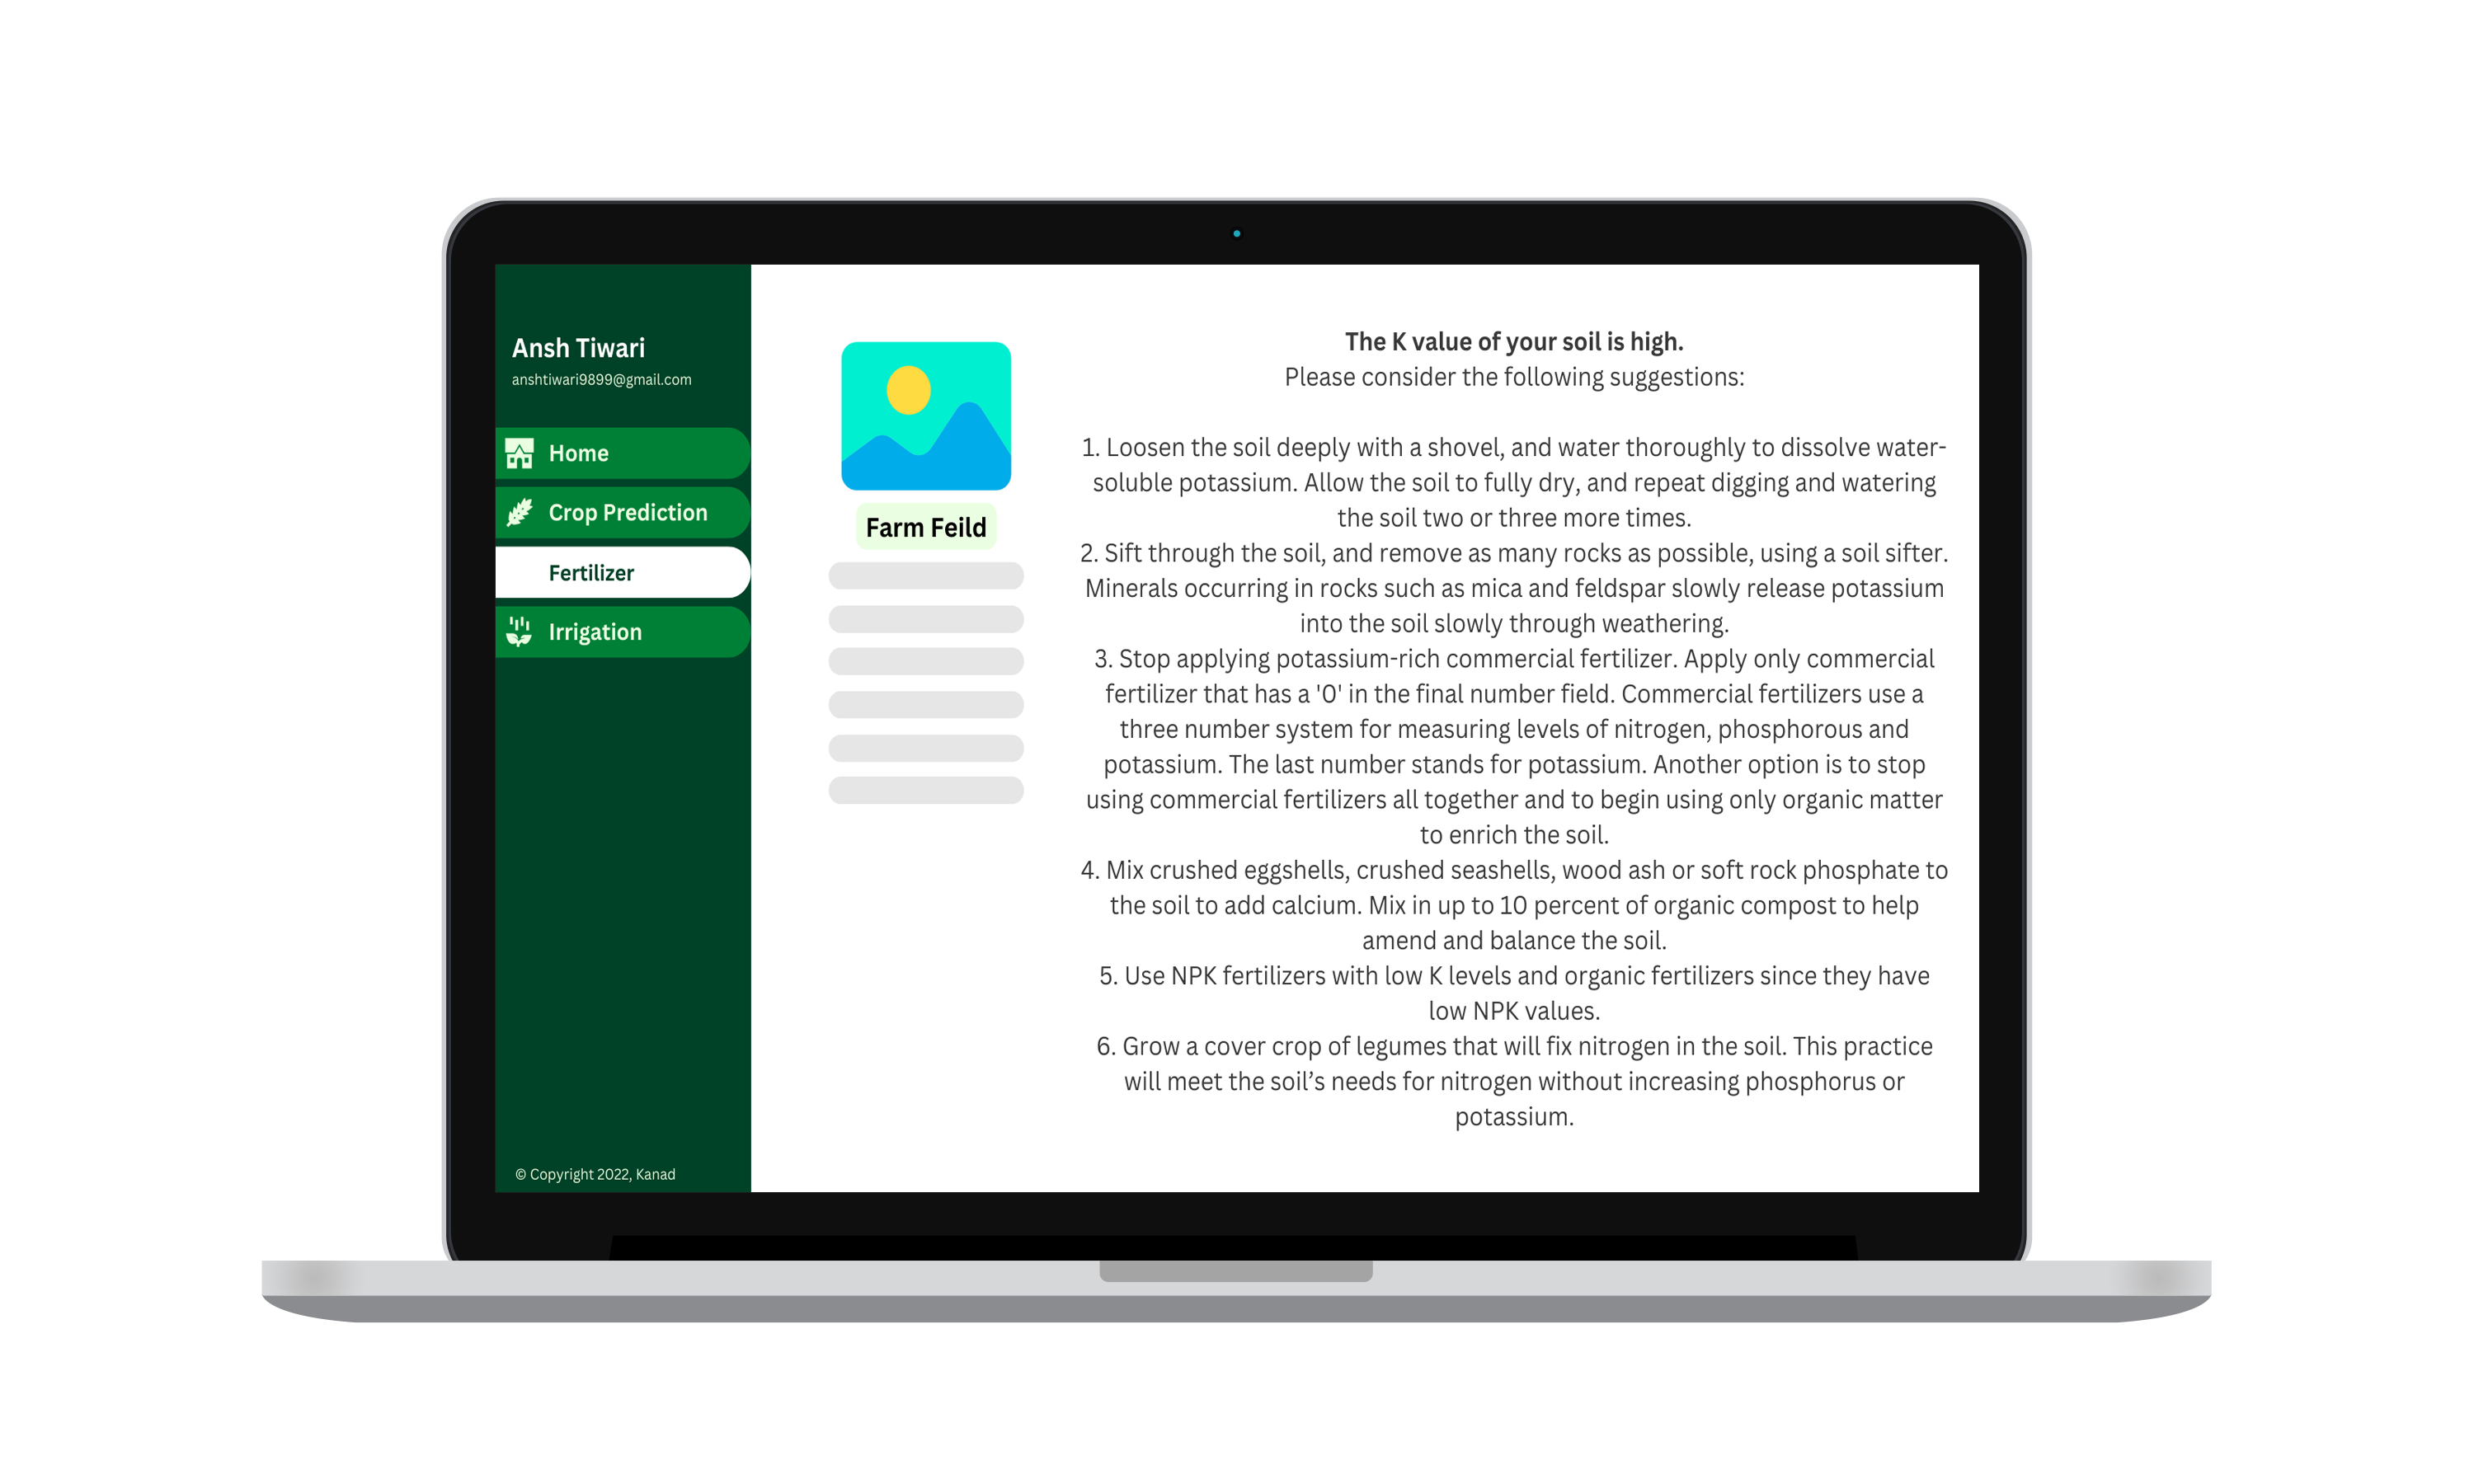 Ansh Tiwari
anshtiwari9899@gmail.com
Home
Crop Prediction
Fertilizer
Irrigation
© Copyright 2022, Kanad
Farm Feild
The K value of your soil is high.
Please consider the following suggestions:
1. Loosen the soil deeply with a shovel, and water thoroughly to dissolve water-
soluble potassium. Allow the soil to fully dry, and repeat digging and watering
the soil two or three more times.
2. Sift through the soil, and remove as many rocks as possible, using a soil sifter.
Minerals occurring in rocks such as mica and feldspar slowly release potassium
into the soil slowly through weathering.
3. Stop applying potassium-rich commercial fertilizer. Apply only commercial
fertilizer that has a '0' in the final number field. Commercial fertilizers use a
three number system for measuring levels of nitrogen, phosphorous and
potassium. The last number stands for potassium. Another option is to stop
using commercial fertilizers all together and to begin using only organic matter
to enrich the soil.
4. Mix crushed eggshells, crushed seashells, wood ash or soft rock phosphate to
the soil to add calcium. Mix in up to 10 percent of organic compost to help
amend and balance the soil.
5. Use NPK fertilizers with low K levels and organic fertilizers since they have
low NPK values.
6. Grow a cover crop of legumes that will fix nitrogen in the soil. This practice
will meet the soil’s needs for nitrogen without increasing phosphorus or
potassium.